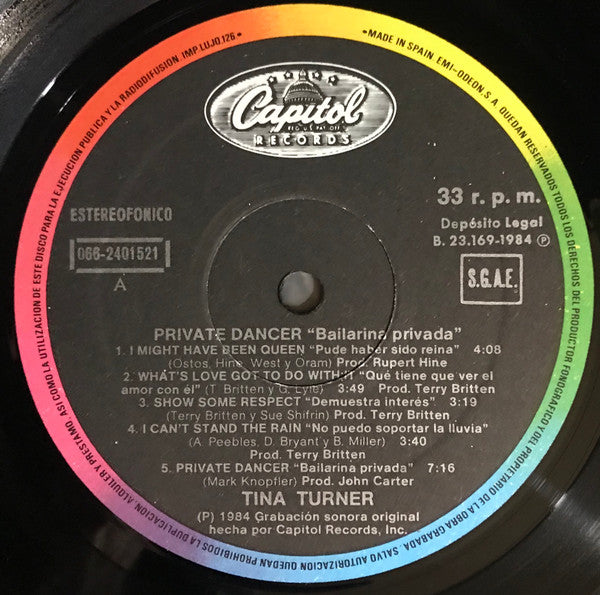 • MADE IN SPAIN. EMI-ODEON S.A. QUEDAN RESERVADOS TODOS LOS DERECHOS DEL PRODUCTOR FONOGRAFICO Y DEL PROPIETARIO DE LA OBRA GRABADA. SALVO AUTORIZACION QUEDAN PROHIBIDOS LA DUPLICACION, ALQUILER Y PRESTAMO, ASI COMO LA UTILIZACION DE ESTE DISCO PARA LA EJECUCION PUBLICA Y LA RADIODIFUSION. IMP LUJO, 126 •
Capitol
REG. U.S. PAT. OFF.
RECORDS
ESTEREOFONICO
066-2401521
A
33 r. p. m.
Depósito Legal
B. 23.169-1984 Ⓟ
S.G.A.E.
PRIVATE DANCER “Bailarina privada”
1. I MIGHT HAVE BEEN QUEEN “Pude haber sido reina” 4:08
(Ostos, Hine, West y Oram) Prod. Rupert Hine
2. WHAT'S LOVE GOT TO DO WITH IT “Qué tiene que ver el
amor con él” (T. Britten y G. Lyle) 3:49 Prod. Terry Britten
3. SHOW SOME RESPECT “Demuestra interés” 3:19
(Terry Britten y Sue Shifrin) Prod. Terry Britten
4. I CAN'T STAND THE RAIN “No puedo soportar la lluvia”
(A. Peebles, D. Bryant y B. Miller) 3:40
Prod. Terry Britten
5. PRIVATE DANCER “Bailarina privada” 7:16
(Mark Knopfler) Prod. John Carter
TINA TURNER
(P) 1984 Grabación sonora original
hecha por Capitol Records, Inc.